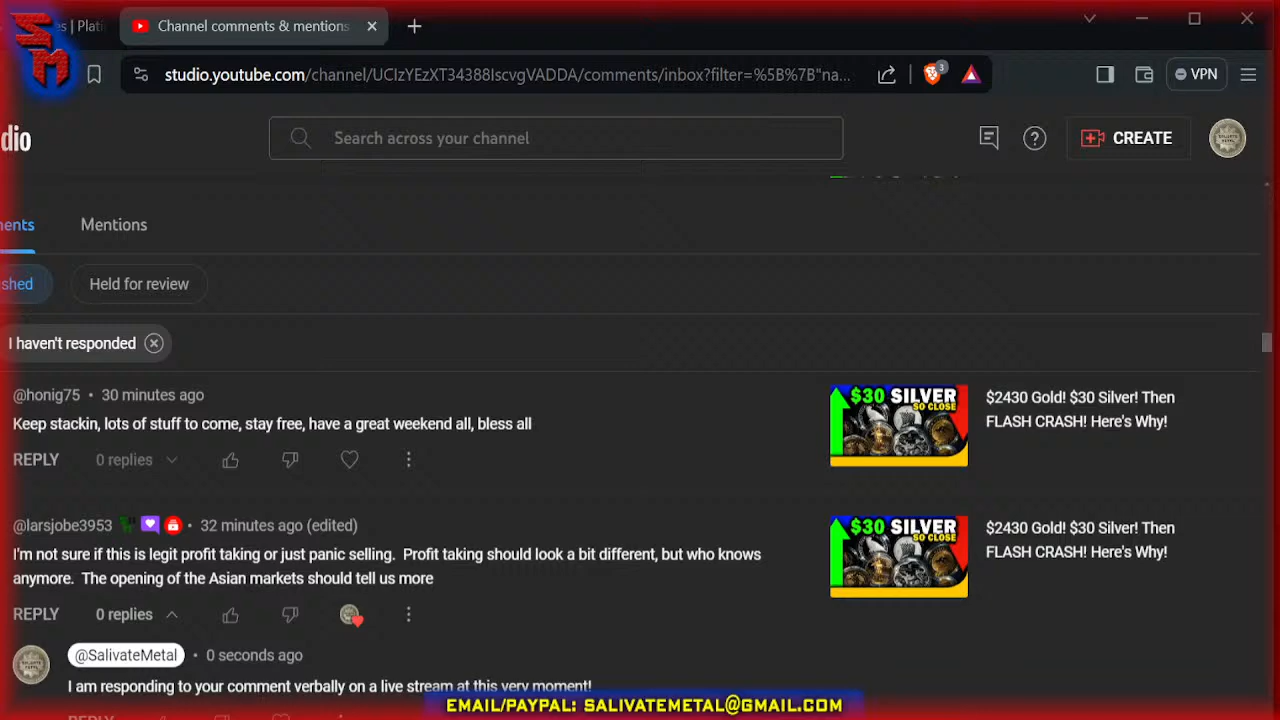 SM
es | Plati
Channel comments & mentions
studio.youtube.com/channel/UCIzYEzXT34388IscvgVADDA/comments/inbox?filter=%5B%7B"na...
3
VPN
dio
Search across your channel
CREATE
nents
Mentions
shed
Held for review
I haven't responded
@honig75 • 30 minutes ago
Keep stackin, lots of stuff to come, stay free, have a great weekend all, bless all
REPLY 0 replies
$30 SILVER
SO CLOSE
$2430 Gold! $30 Silver! Then
FLASH CRASH! Here's Why!
@larsjobe3953 • 32 minutes ago (edited)
I'm not sure if this is legit profit taking or just panic selling. Profit taking should look a bit different, but who knows
anymore. The opening of the Asian markets should tell us more
REPLY 0 replies
$30 SILVER
SO CLOSE
$2430 Gold! $30 Silver! Then
FLASH CRASH! Here's Why!
@SalivateMetal • 0 seconds ago
I am responding to your comment verbally on a live stream at this very moment!
EMAIL/PAYPAL: SALIVATEMETAL@GMAIL.COM